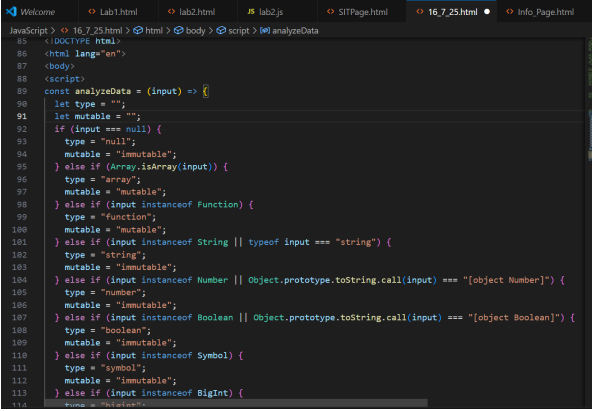 Welcome <> Lab1.html <> lab2.html JS lab2.js <> SITPage.html <> 16_7_25.html ● <> Info_Page.html
JavaScript > <> 16_7_25.html > html > body > script > analyzeData
85 <!DOCTYPE html>
86 <html lang="en">
87 <body>
88 <script>
89 const analyzeData = (input) => {
90 let type = "";
91 let mutable = "";
92 if (input === null) {
93 type = "null";
94 mutable = "immutable";
95 } else if (Array.isArray(input)) {
96 type = "array";
97 mutable = "mutable";
98 } else if (input instanceof Function) {
99 type = "function";
100 mutable = "mutable";
101 } else if (input instanceof String || typeof input === "string") {
102 type = "string";
103 mutable = "immutable";
104 } else if (input instanceof Number || Object.prototype.toString.call(input) === "[object Number]") {
105 type = "number";
106 mutable = "immutable";
107 } else if (input instanceof Boolean || Object.prototype.toString.call(input) === "[object Boolean]") {
108 type = "boolean";
109 mutable = "immutable";
110 } else if (input instanceof Symbol) {
111 type = "symbol";
112 mutable = "immutable";
113 } else if (input instanceof BigInt) {
114 type = "bigint";